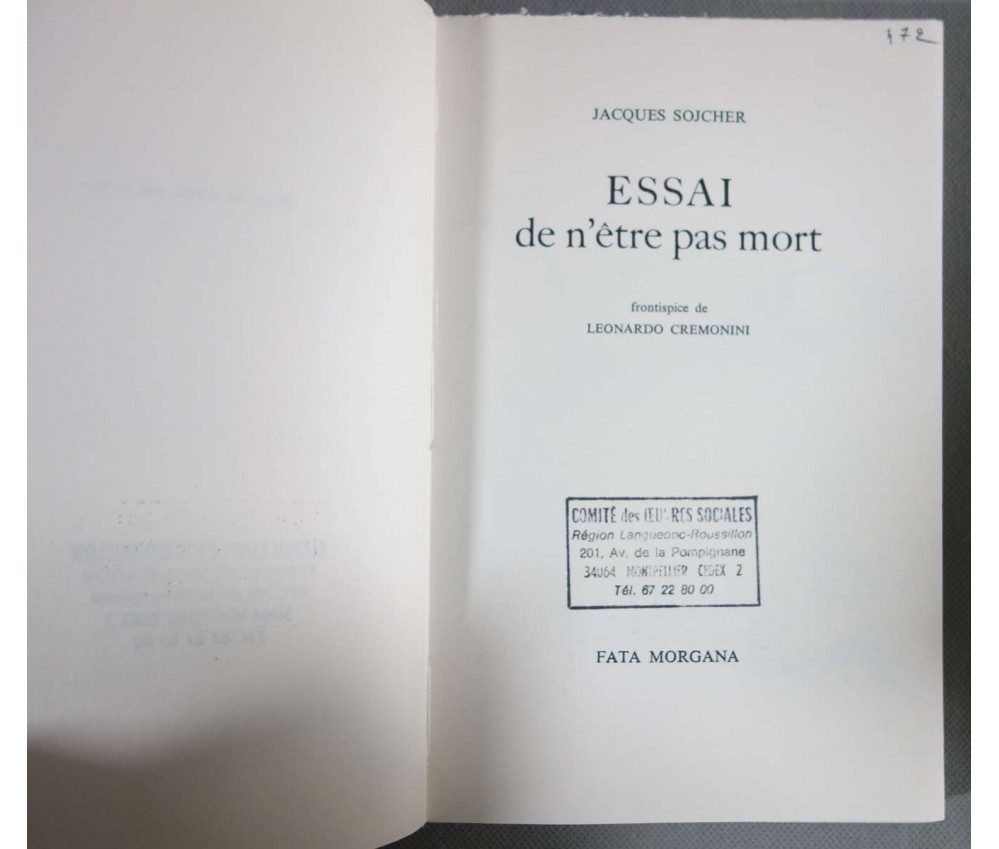 472
JACQUES SOJCHER
ESSAI
de n'être pas mort
frontispice de
LEONARDO CREMONINI
COMITÉ des ŒUVRES SOCIALES
Région Languedoc-Roussillon
201, Av. de la Pompignane
34064 MONTPELLIER CEDEX 2
Tél. 67 22 80 00
FATA MORGANA